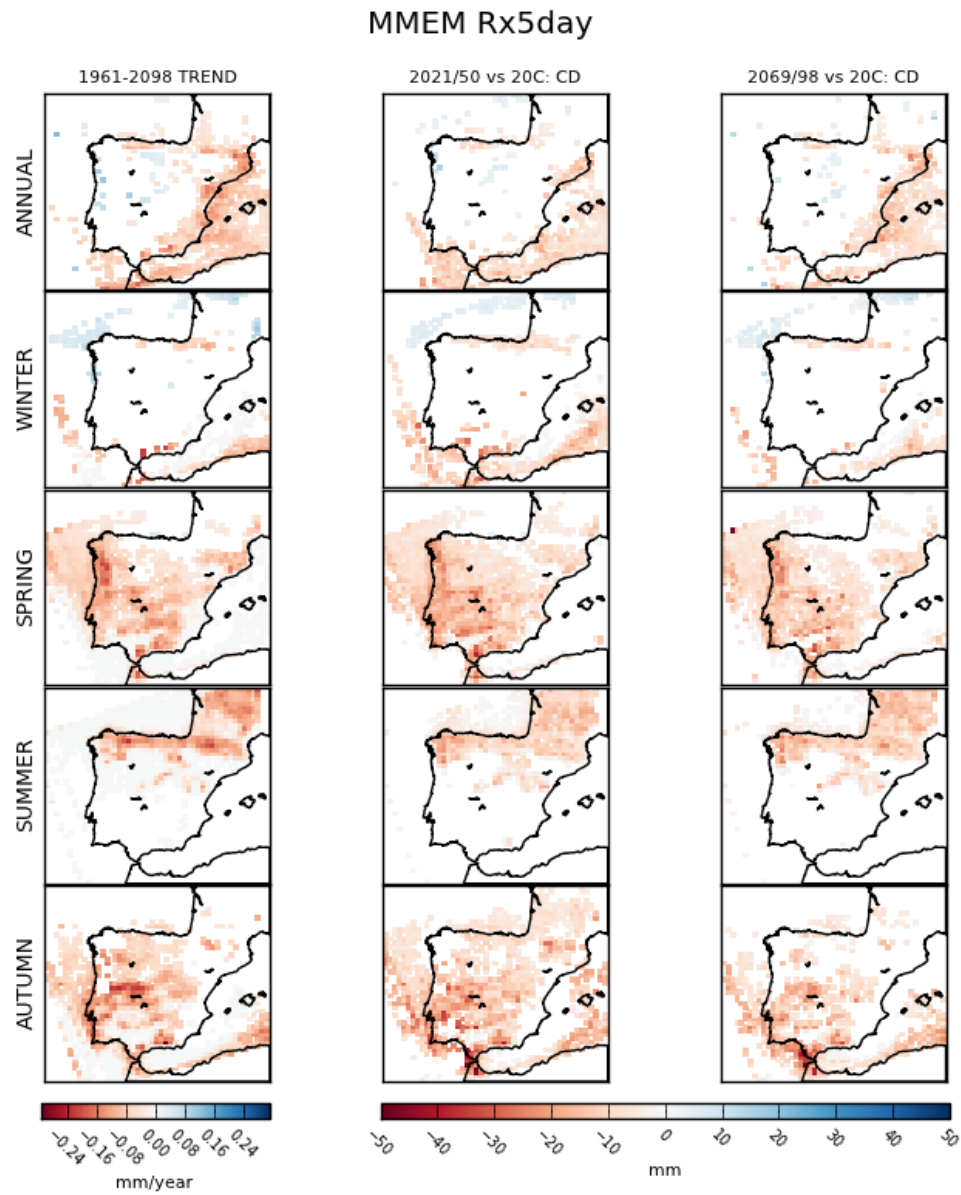 MMEM Rx5day
1961-2098 TREND
2021/50 vs 20C: CD
2069/98 vs 20C: CD
ANNUAL
WINTER
SPRING
SUMMER
AUTUMN
−0.24 −0.16 −0.08 0.00 0.08 0.16 0.24
mm/year
−50 −40 −30 −20 −10 0 10 20 30 40 50
mm